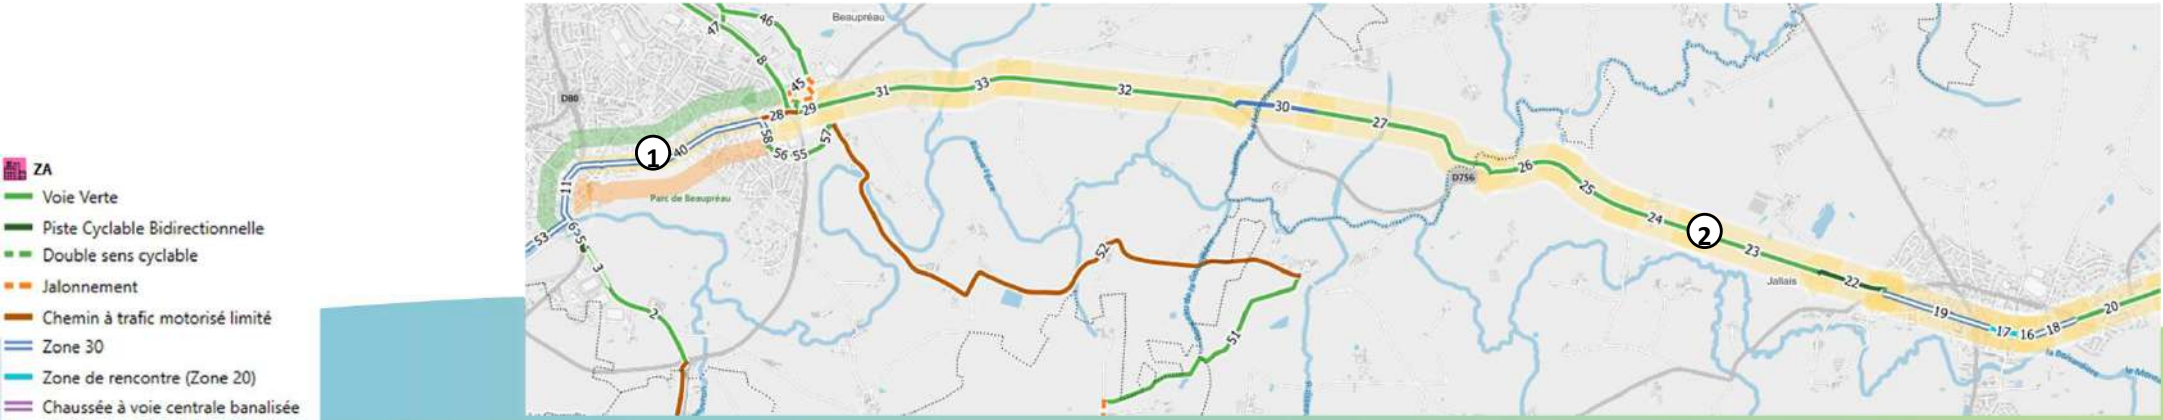 ZA
Voie Verte
Piste Cyclable Bidirectionnelle
Double sens cyclable
Jalonnement
Chemin à trafic motorisé limité
Zone 30
Zone de rencontre (Zone 20)
Chaussée à voie centrale banalisée
47
46
Beaupréau
8
45
D80
28
29
31
33
32
30
27
1
40
58
56
55
57
11
Parc de Beaupréau
D756
26
25
24
2
23
53
6
5
3
2
52
51
Jallais
22
19
17
16
18
20